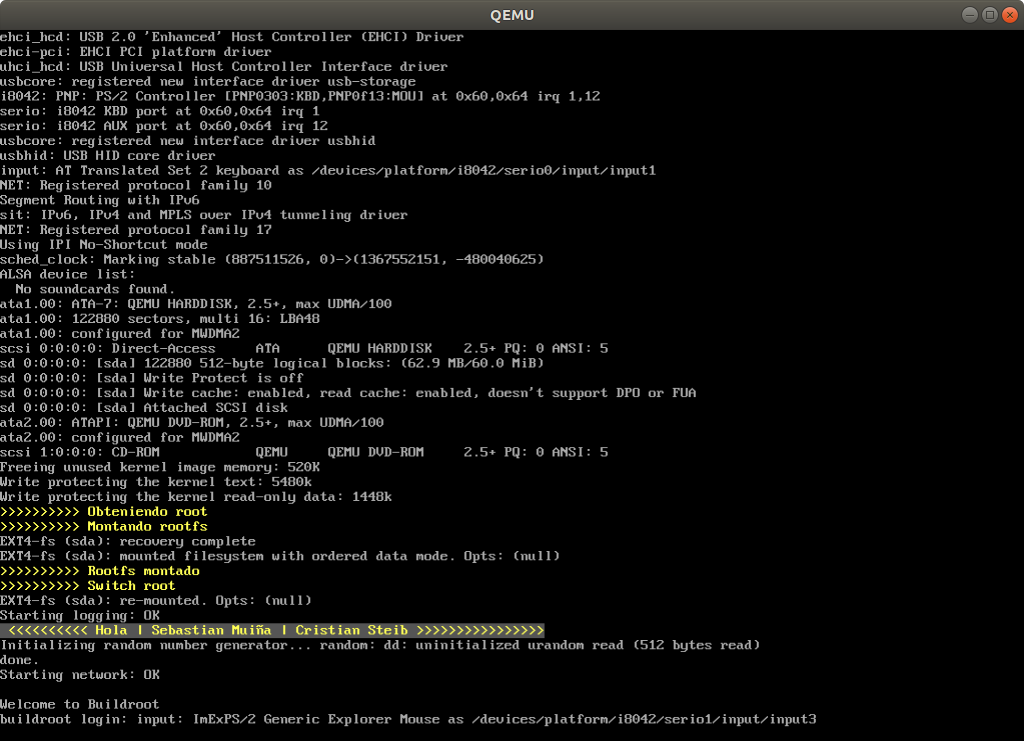 QEMU
ehci_hcd: USB 2.0 'Enhanced' Host Controller (EHCI) Driver
ehci-pci: EHCI PCI platform driver
uhci_hcd: USB Universal Host Controller Interface driver
usbcore: registered new interface driver usb-storage
i8042: PNP: PS/2 Controller [PNP0303:KBD,PNP0f13:MOU] at 0x60,0x64 irq 1,12
serio: i8042 KBD port at 0x60,0x64 irq 1
serio: i8042 AUX port at 0x60,0x64 irq 12
usbcore: registered new interface driver usbhid
usbhid: USB HID core driver
input: AT Translated Set 2 keyboard as /devices/platform/i8042/serio0/input/input1
NET: Registered protocol family 10
Segment Routing with IPv6
sit: IPv6, IPv4 and MPLS over IPv4 tunneling driver
NET: Registered protocol family 17
Using IPI No-Shortcut mode
sched_clock: Marking stable (887511526, 0)->(1367552151, -480040625)
ALSA device list:
  No soundcards found.
ata1.00: ATA-7: QEMU HARDDISK, 2.5+, max UDMA/100
ata1.00: 122880 sectors, multi 16: LBA48
ata1.00: configured for MWDMA2
scsi 0:0:0:0: Direct-Access     ATA      QEMU HARDDISK    2.5+ PQ: 0 ANSI: 5
sd 0:0:0:0: [sda] 122880 512-byte logical blocks: (62.9 MB/60.0 MiB)
sd 0:0:0:0: [sda] Write Protect is off
sd 0:0:0:0: [sda] Write cache: enabled, read cache: enabled, doesn't support DPO or FUA
sd 0:0:0:0: [sda] Attached SCSI disk
ata2.00: ATAPI: QEMU DVD-ROM, 2.5+, max UDMA/100
ata2.00: configured for MWDMA2
scsi 1:0:0:0: CD-ROM            QEMU     QEMU DVD-ROM     2.5+ PQ: 0 ANSI: 5
Freeing unused kernel image memory: 520K
Write protecting the kernel text: 5480k
Write protecting the kernel read-only data: 1448k
>>>>>>>>>> Obteniendo root
>>>>>>>>>> Montando rootfs
EXT4-fs (sda): recovery complete
EXT4-fs (sda): mounted filesystem with ordered data mode. Opts: (null)
>>>>>>>>>> Rootfs montado
>>>>>>>>>> Switch root
EXT4-fs (sda): re-mounted. Opts: (null)
Starting logging: OK
 <<<<<<<<<< Hola | Sebastian Muiña | Cristian Steib >>>>>>>>>>>>>>>>
Initializing random number generator... random: dd: uninitialized urandom read (512 bytes read)
done.
Starting network: OK

Welcome to Buildroot
buildroot login: input: ImExPS/2 Generic Explorer Mouse as /devices/platform/i8042/serio1/input/input3